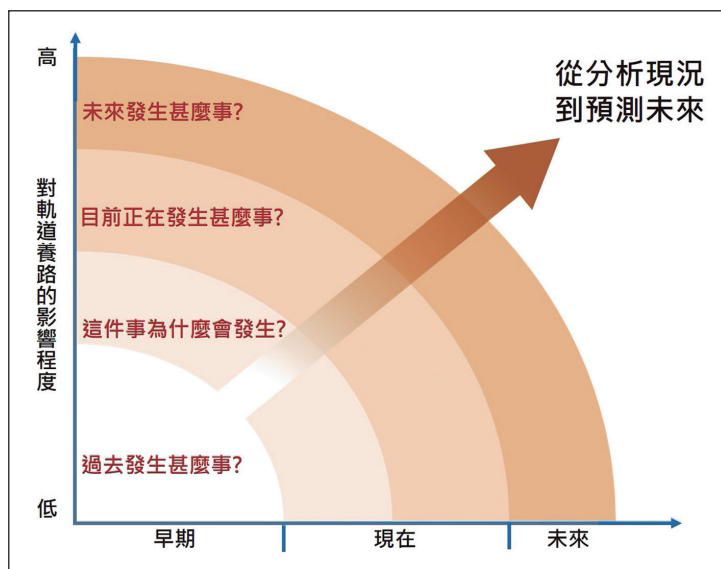 高
從分析現況
到預測未來
未來發生甚麼事?
目前正在發生甚麼事?
對軌道養路的影響程度
這件事為什麼會發生?
過去發生甚麼事?
低
早期
現在
未來